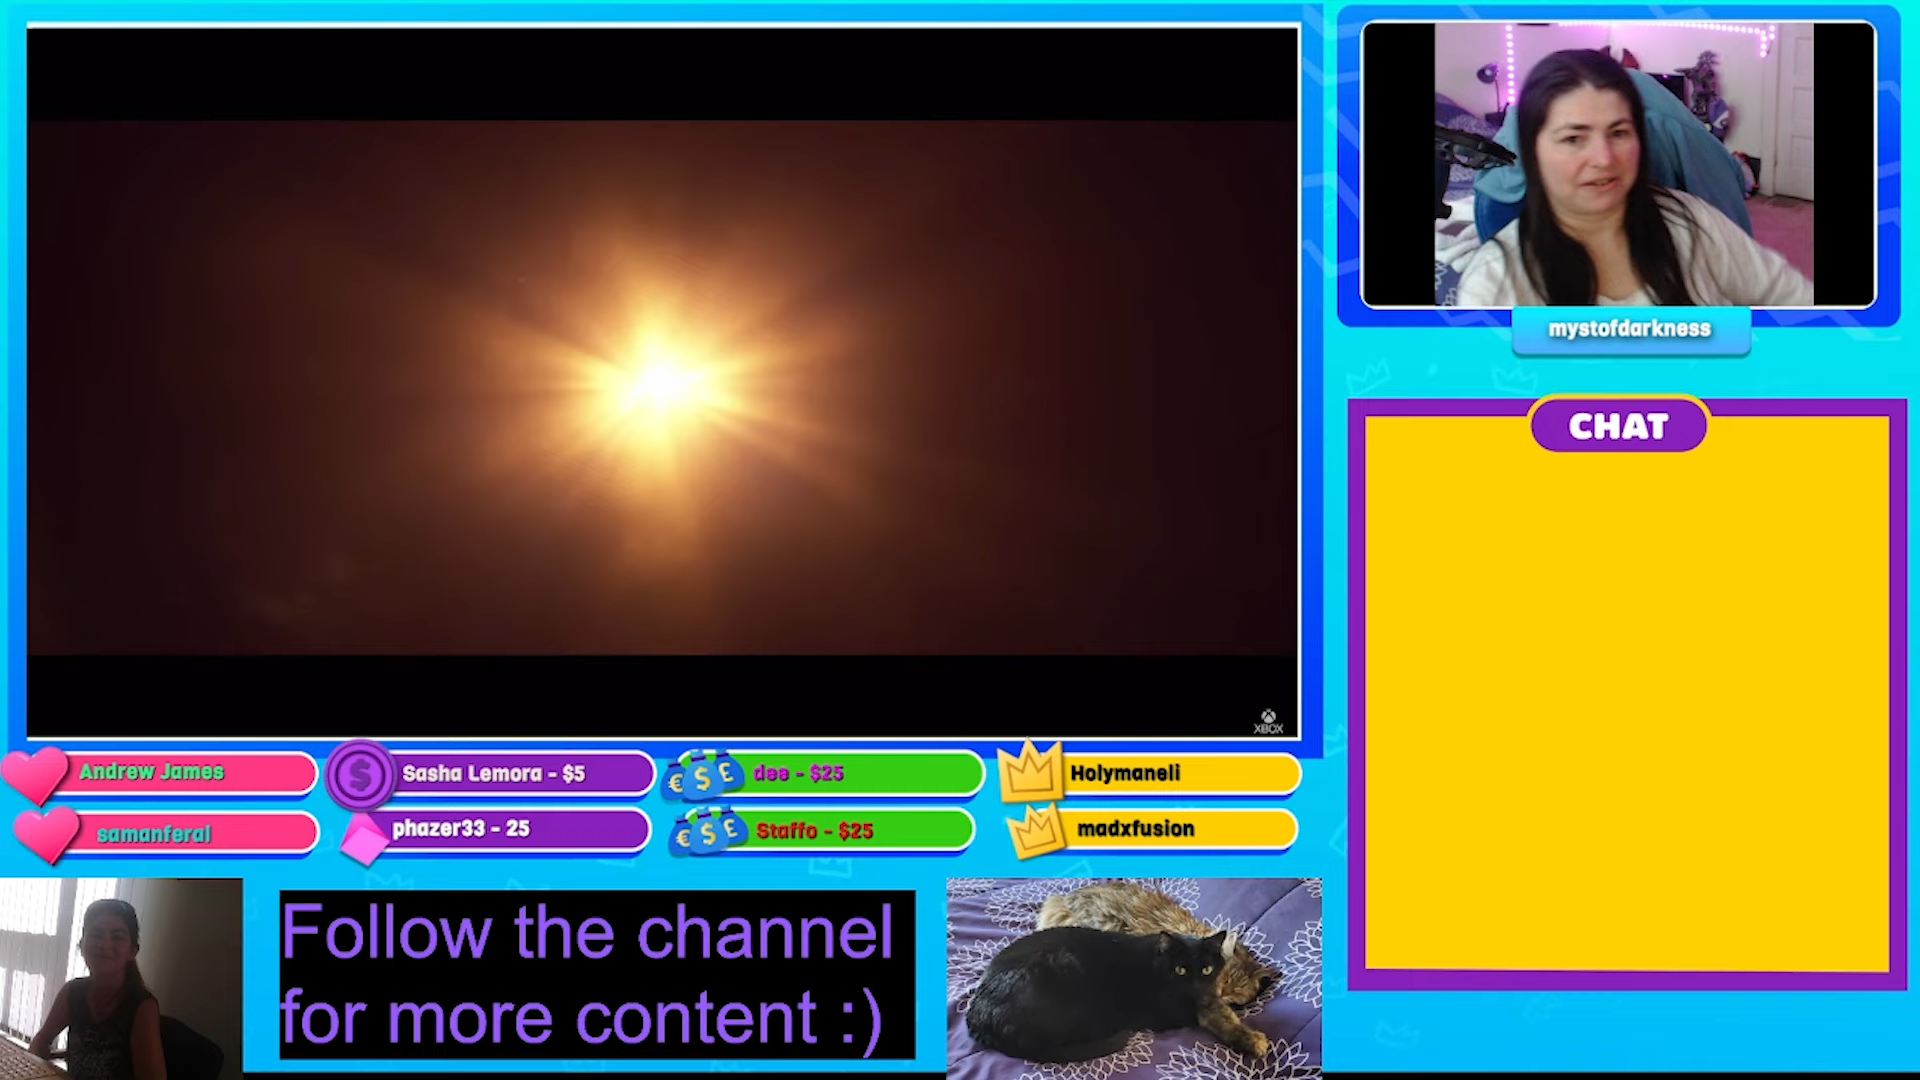 XBOX
mystofdarkness
CHAT
Andrew James
Sasha Lemora - $5
dee - $25
Holymaneli
samanferal
phazer33 - 25
Staffo - $25
madxfusion
Follow the channel
for more content :)